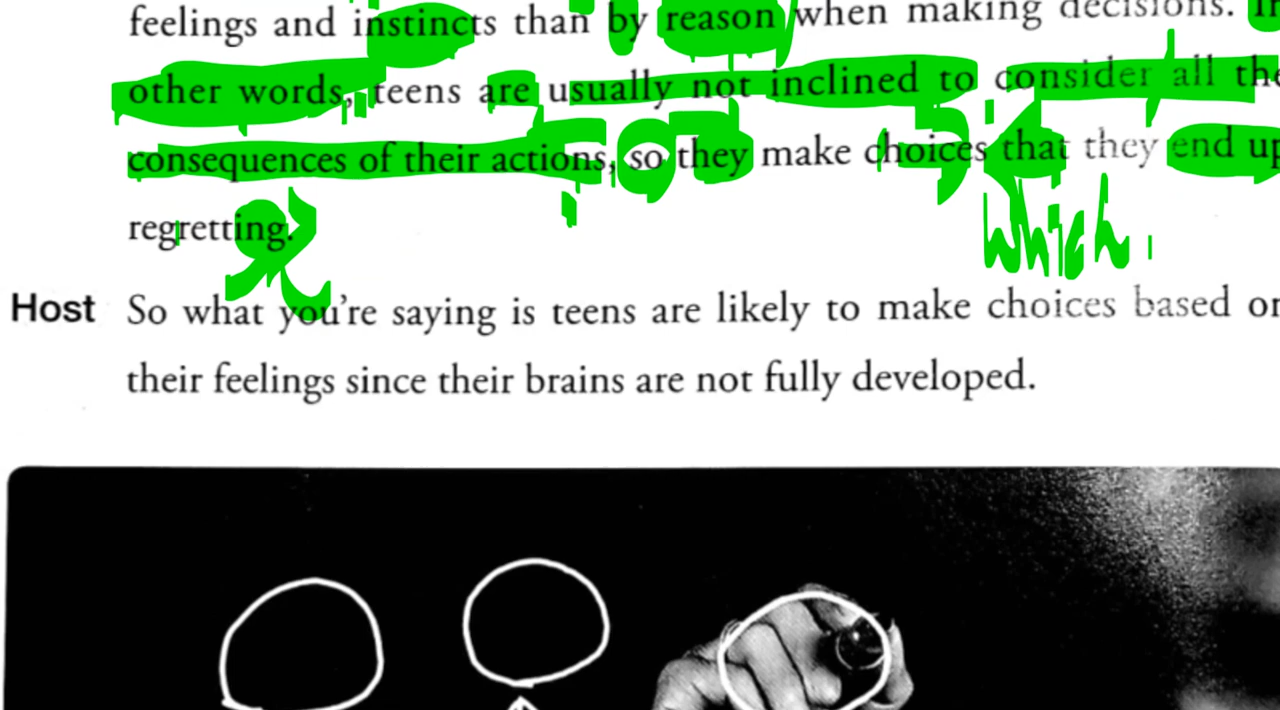 feelings and instincts than by reason when making decisions. In
other words, teens are usually not inclined to consider all the
consequences of their actions, so they make choices that they end up
which
regretting.
Host So what you're saying is teens are likely to make choices based on
their feelings since their brains are not fully developed.